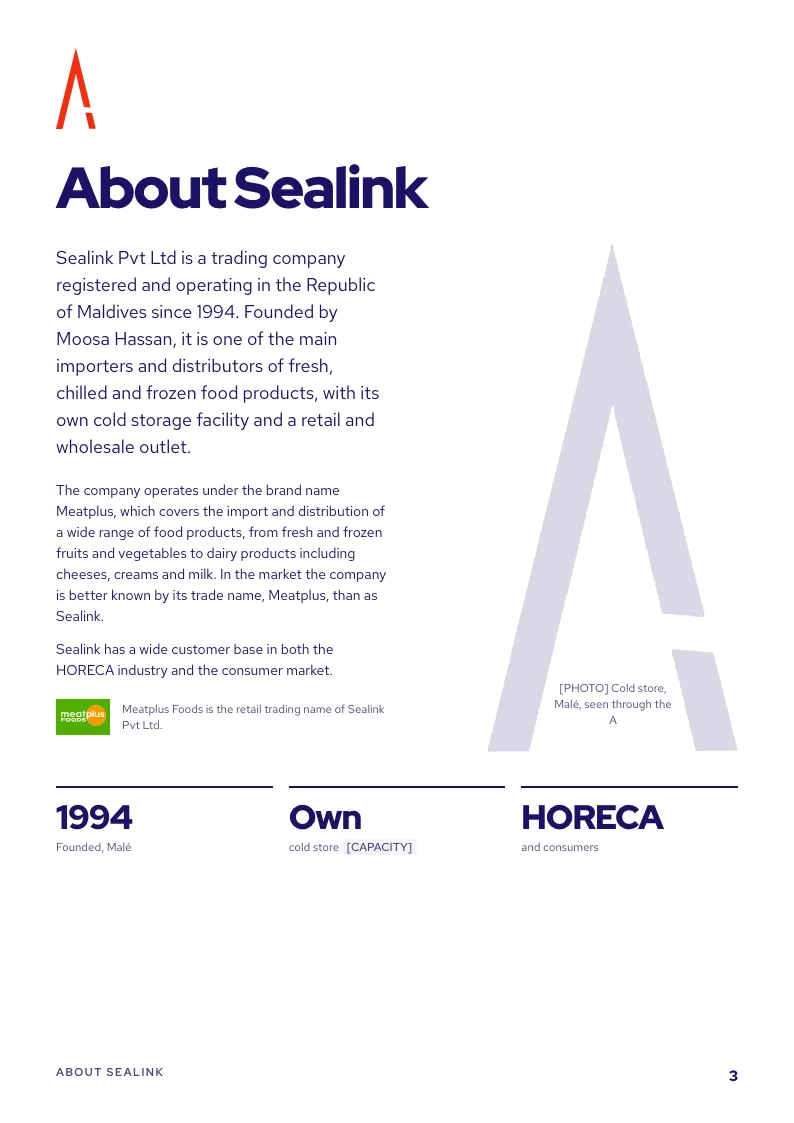 About Sealink
Sealink Pvt Ltd is a trading company
registered and operating in the Republic
of Maldives since 1994. Founded by
Moosa Hassan, it is one of the main
importers and distributors of fresh,
chilled and frozen food products, with its
own cold storage facility and a retail and
wholesale outlet.
The company operates under the brand name
Meatplus, which covers the import and distribution of
a wide range of food products, from fresh and frozen
fruits and vegetables to dairy products including
cheeses, creams and milk. In the market the company
is better known by its trade name, Meatplus, than as
Sealink.
Sealink has a wide customer base in both the
HORECA industry and the consumer market.
meatplus
FOODS
Meatplus Foods is the retail trading name of Sealink
Pvt Ltd.
[PHOTO] Cold store,
Malé, seen through the
A
1994
Founded, Malé
Own
cold store [CAPACITY]
HORECA
and consumers
ABOUT SEALINK
3